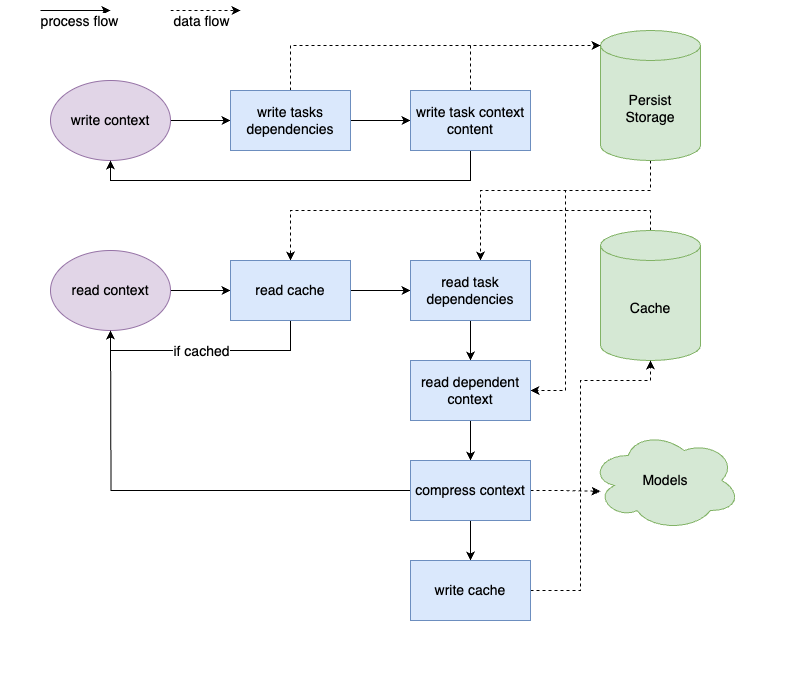 process flow
data flow
write context
write tasks
dependencies
write task context
content
Persist
Storage
read context
read cache
read task
dependencies
Cache
if cached
read dependent
context
compress context
Models
write cache